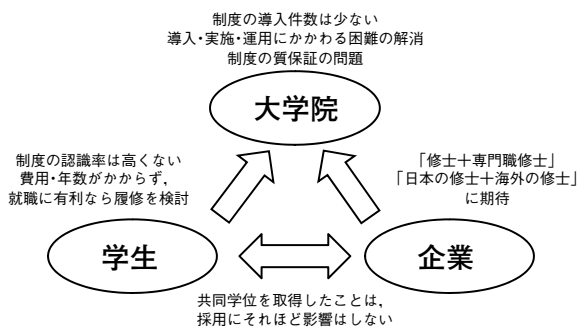 制度の導入件数は少ない
導入・実施・運用にかかわる困難の解消
制度の質保証の問題
大学院
制度の認識率は高くない
費用・年数がかからず，
就職に有利なら履修を検討
「修士＋専門職修士」
「日本の修士＋海外の修士」
に期待
学生
企業
共同学位を取得したことは，
採用にそれほど影響はしない